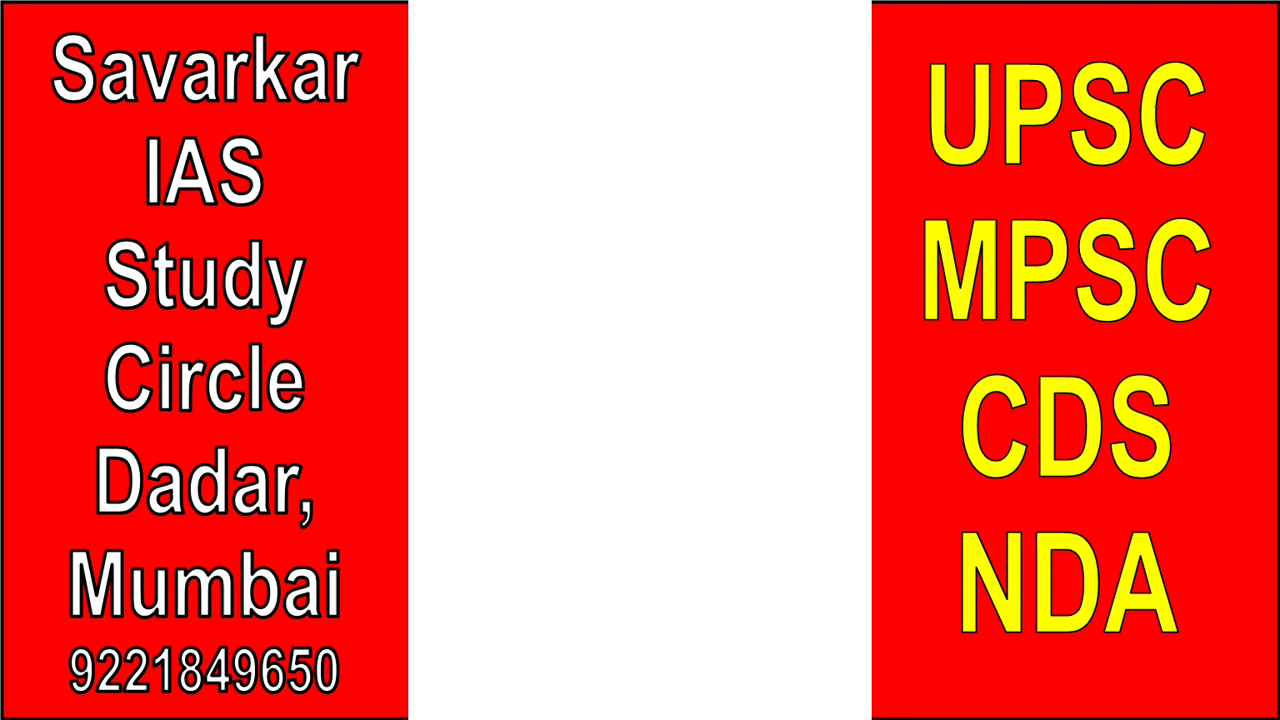 Savarkar
IAS
Study
Circle
Dadar,
Mumbai
9221849650
UPSC
MPSC
CDS
NDA